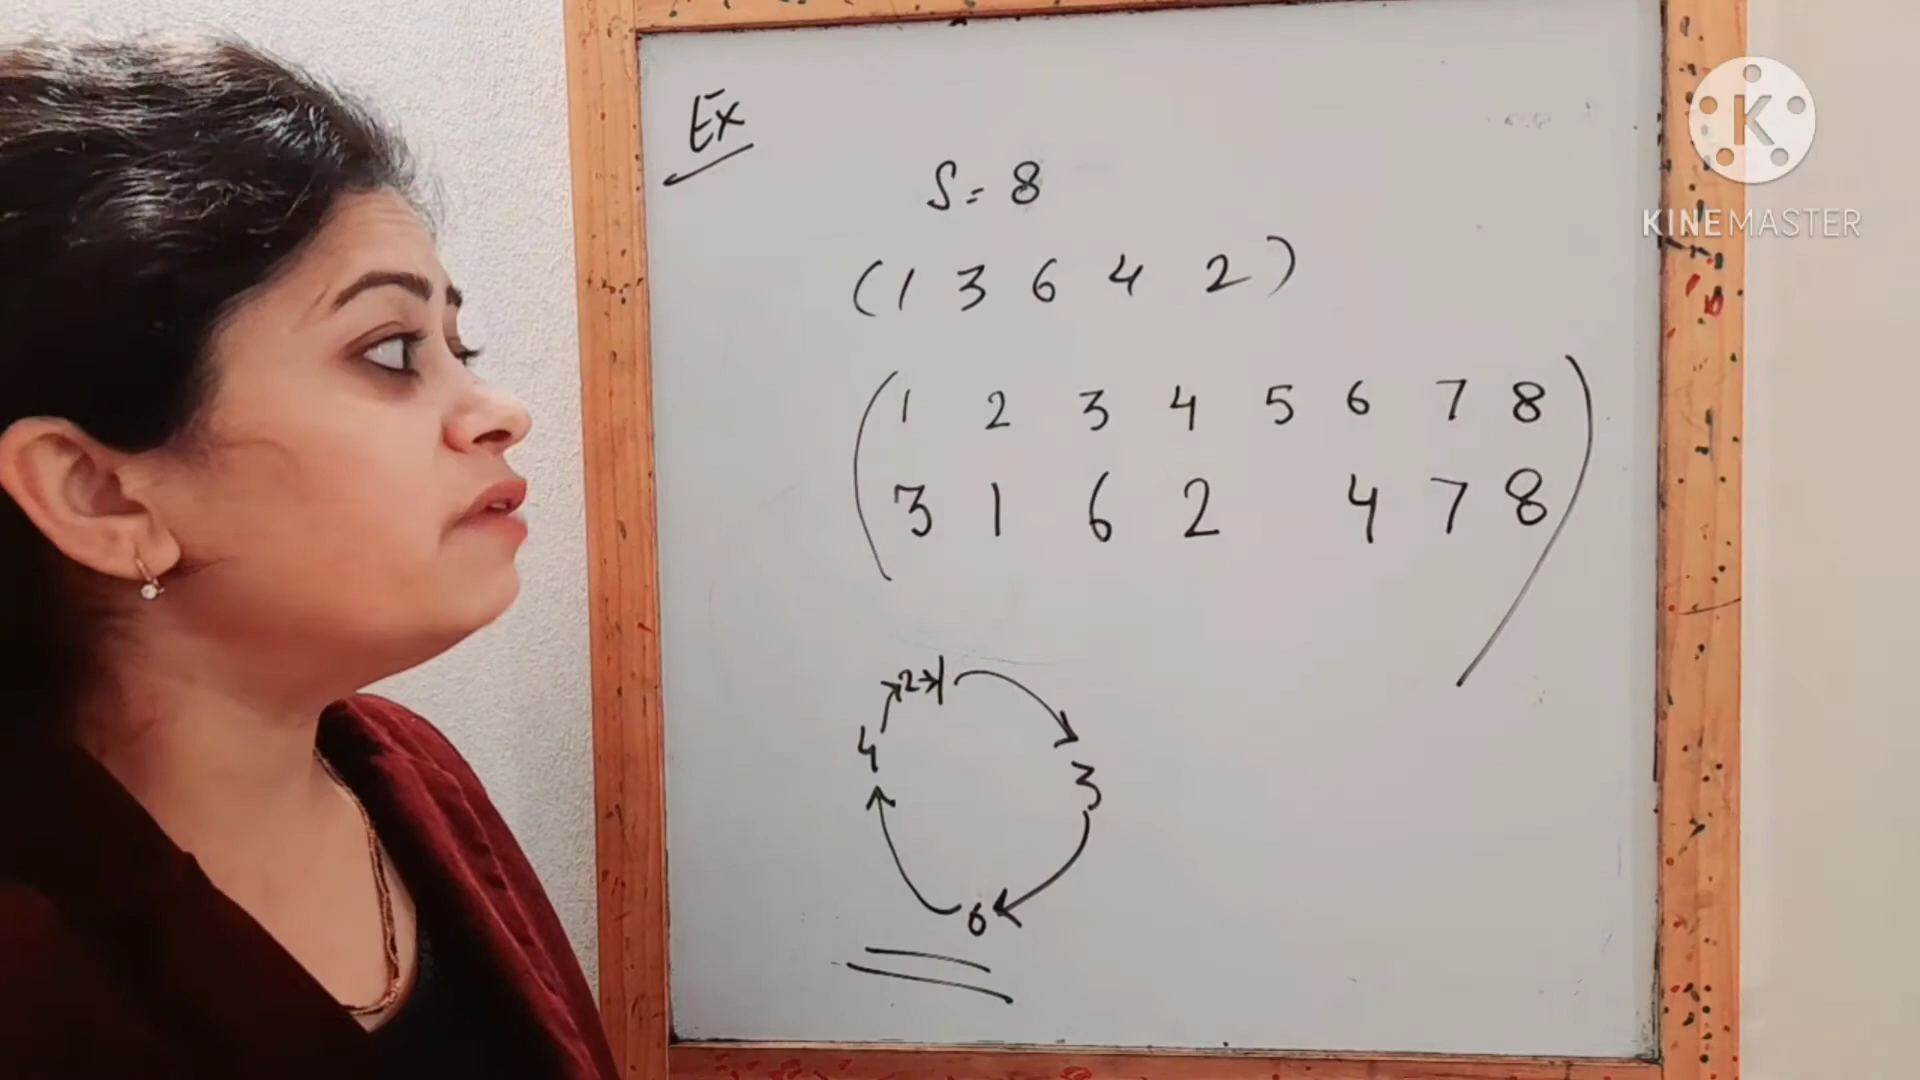 Ex
S = 8
(1 3 6 4 2)
(1 2 3 4 5 6 7 8
3 1 6 2 4 7 8)
2→1
4
3
6
K
KINEMASTER